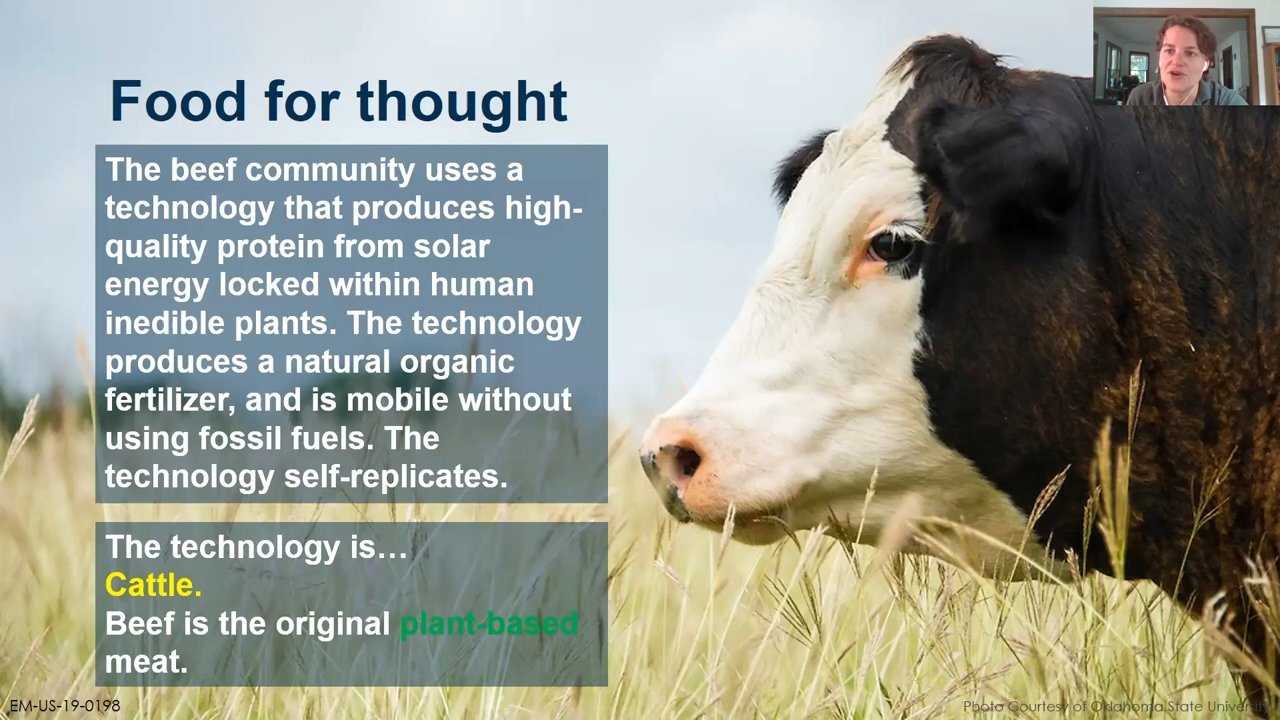 Food for thought
The beef community uses a
technology that produces high-
quality protein from solar
energy locked within human
inedible plants. The technology
produces a natural organic
fertilizer, and is mobile without
using fossil fuels. The
technology self-replicates.
The technology is…
Cattle.
Beef is the original plant-based
meat.
EM-US-19-0198
Photo Courtesy of Oklahoma State University